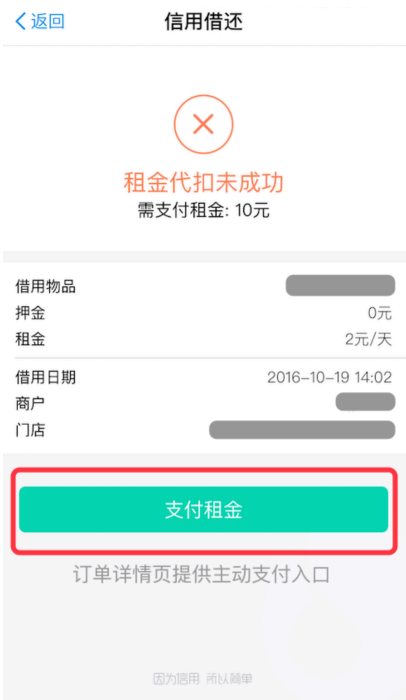 返回 信用借还
租金代扣未成功
需支付租金: 10元
借用物品
押金 0元
租金 2元/天
借用日期 2016-10-19 14:02
商户
门店
支付租金
订单详情页提供主动支付入口
因为信用 所以简单